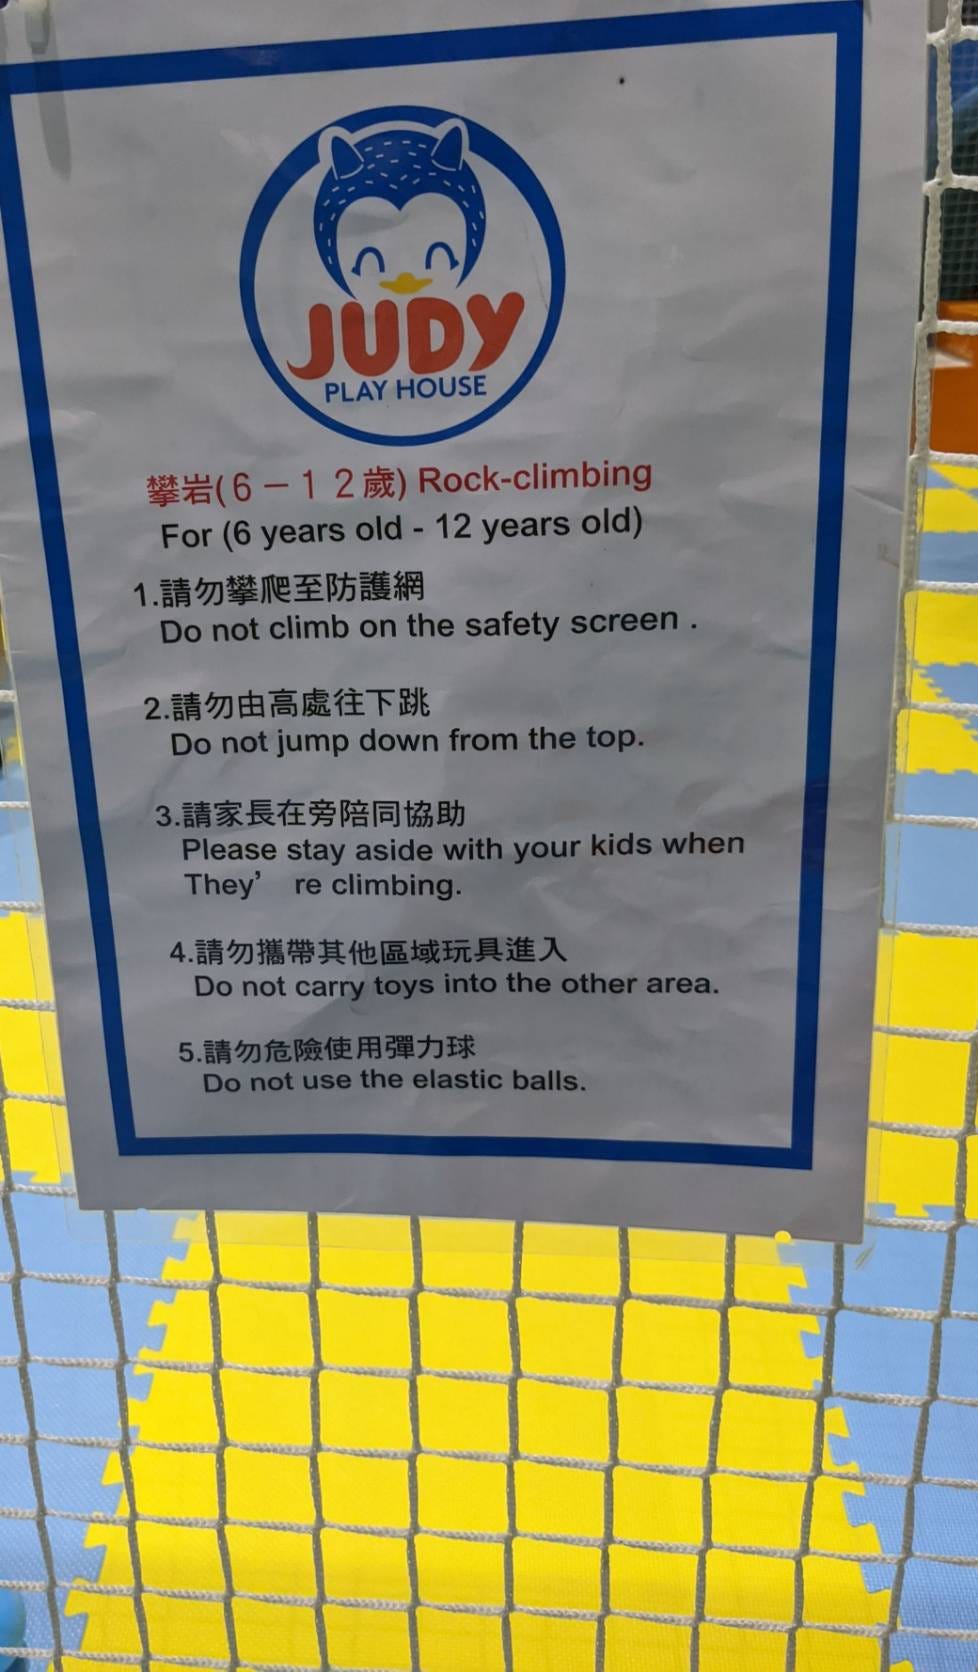 JUDY
PLAY HOUSE
攀岩(6－12歲) Rock-climbing
For (6 years old - 12 years old)
1.請勿攀爬至防護網
Do not climb on the safety screen .
2.請勿由高處往下跳
Do not jump down from the top.
3.請家長在旁陪同協助
Please stay aside with your kids when
They’ re climbing.
4.請勿攜帶其他區域玩具進入
Do not carry toys into the other area.
5.請勿危險使用彈力球
Do not use the elastic balls.